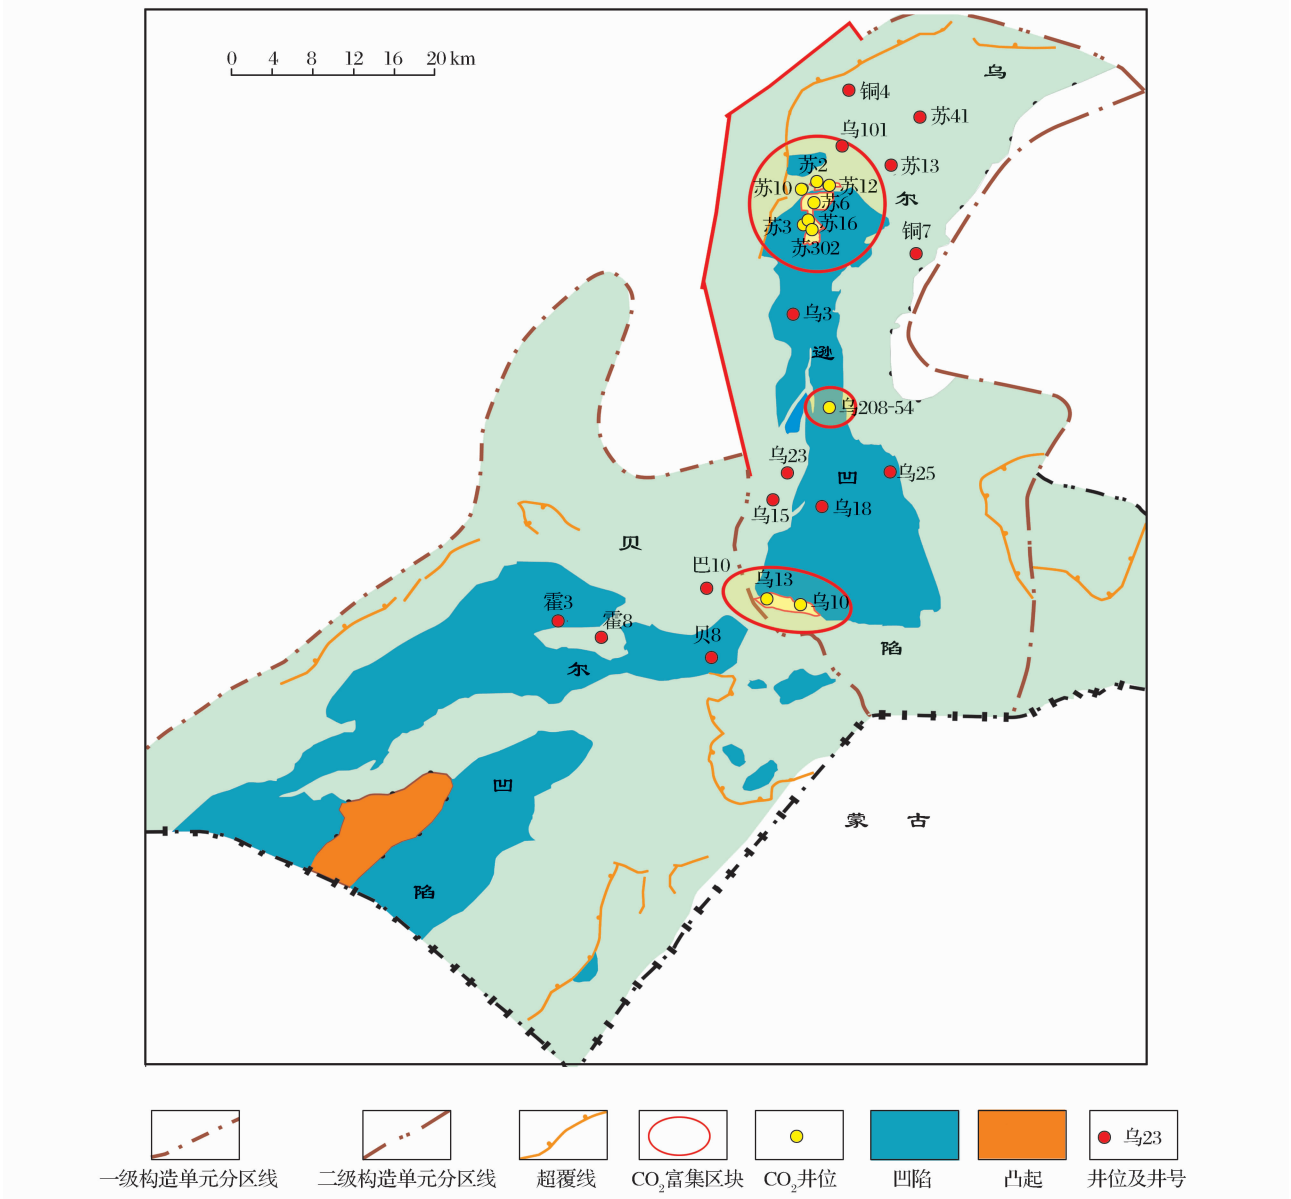 0 4 8 12 16 20 km
乌
铜4
苏41
乌101
苏13
苏2
苏10
苏12
尔
苏6
苏3
苏16
铜7
苏302
乌3
逊
乌208-54
乌23
凹
乌25
乌15
乌18
贝
巴10
乌13
霍3
乌10
霍8
贝8
陷
尔
凹
蒙 古
陷
乌23
一级构造单元分区线
二级构造单元分区线
超覆线
CO₂富集区块
CO₂井位
凹陷
凸起
井位及井号